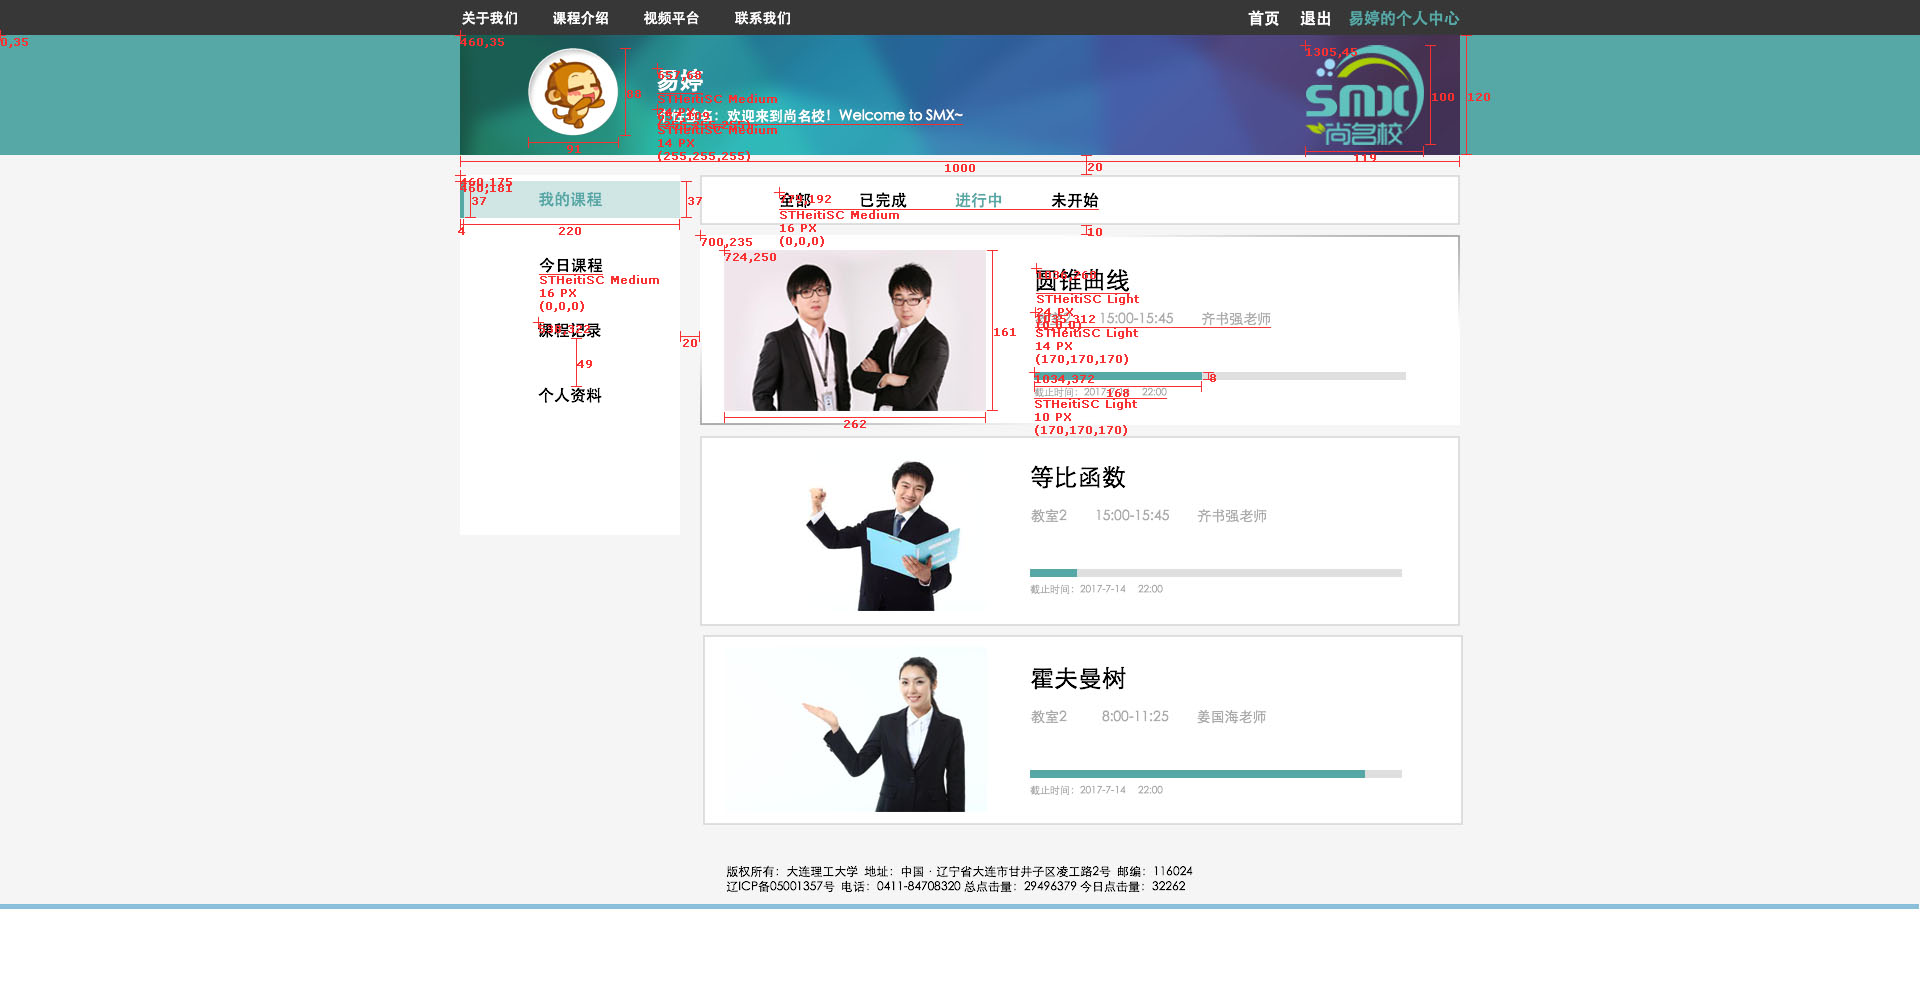 关于我们 课程介绍 视频平台 联系我们 首页 退出 易婷的个人中心
0,35
460,35
1305,45
易婷
657,68
STHeitiSC Medium
24 PX
88
SMX
尚名校
100
120
欢迎来到尚名校！Welcome to SMX~
STHeitiSC Medium
14 PX
(255,255,255)
91
119
1000
20
460,175
460,181
37
我的课程
37
4
220
全部 已完成 进行中 未开始
STHeitiSC Medium
16 PX
(0,0,0)
10
今日课程
STHeitiSC Medium
16 PX
(0,0,0)
课程记录
49
个人资料
20
700,235
724,250
161
262
圆锥曲线
STHeitiSC Light
24 PX
(0,0,0)
1035,312
15:00-15:45 齐书强老师
STHeitiSC Light
14 PX
(170,170,170)
1034,372
8
168
截止时间：2017-7-14 22:00
STHeitiSC Light
10 PX
(170,170,170)
等比函数
教室2 15:00-15:45 齐书强老师
截止时间：2017-7-14 22:00
霍夫曼树
教室2 8:00-11:25 姜国海老师
截止时间：2017-7-14 22:00
版权所有：大连理工大学 地址：中国·辽宁省大连市甘井子区凌工路2号 邮编：116024
辽ICP备05001357号 电话：0411-84708320 总点击量：29496379 今日点击量：32262